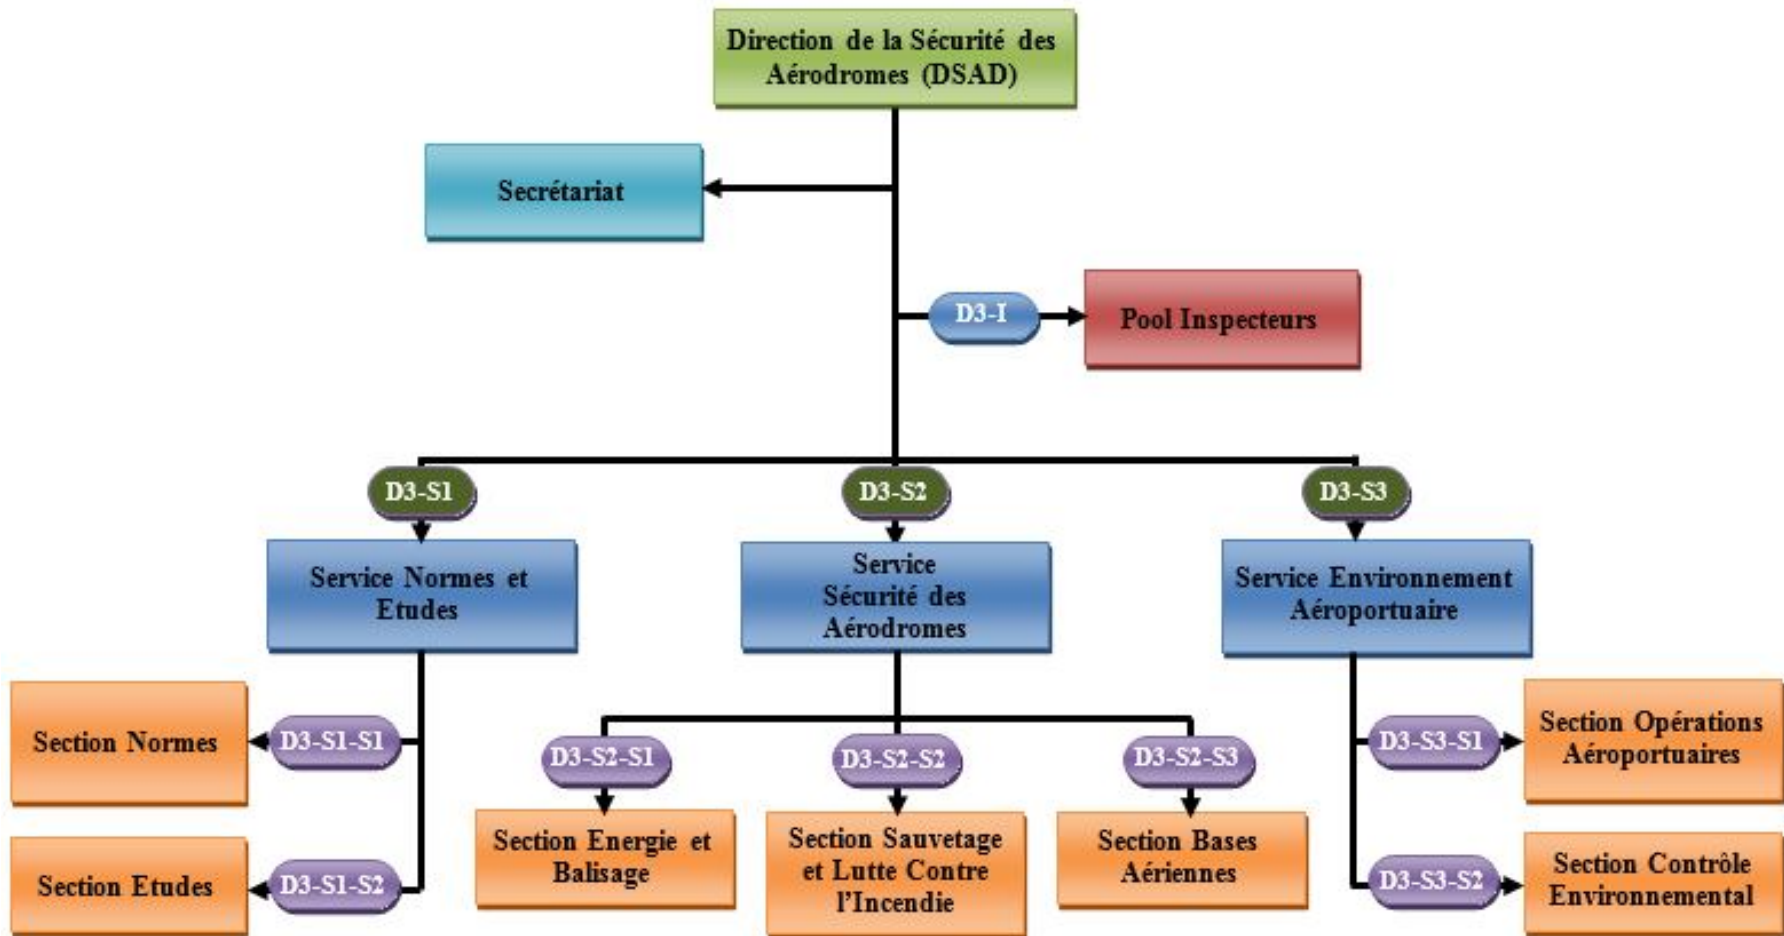 Direction de la Sécurité des
Aérodromes (DSAD)
Secrétariat
D3-I
Pool Inspecteurs
D3-S1
D3-S2
D3-S3
Service Normes et
Etudes
Service
Sécurité des
Aérodromes
Service Environnement
Aéroportuaire
Section Normes
D3-S1-S1
D3-S2-S1
D3-S2-S2
D3-S2-S3
D3-S3-S1
Section Opérations
Aéroportuaires
Section Etudes
D3-S1-S2
Section Energie et
Balisage
Section Sauvetage
et Lutte Contre
l’Incendie
Section Bases
Aériennes
D3-S3-S2
Section Contrôle
Environnemental